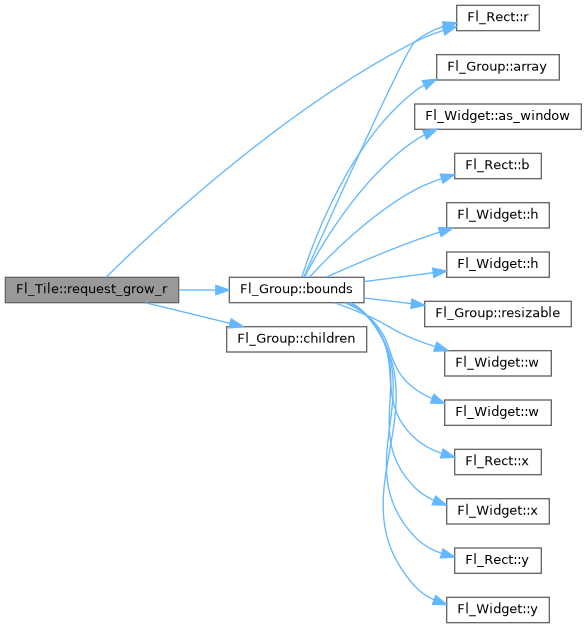 Fl_Tile::request_grow_r
Fl_Group::bounds
Fl_Group::children
Fl_Rect::r
Fl_Group::array
Fl_Widget::as_window
Fl_Rect::b
Fl_Widget::h
Fl_Widget::h
Fl_Group::resizable
Fl_Widget::w
Fl_Widget::w
Fl_Rect::x
Fl_Widget::x
Fl_Rect::y
Fl_Widget::y